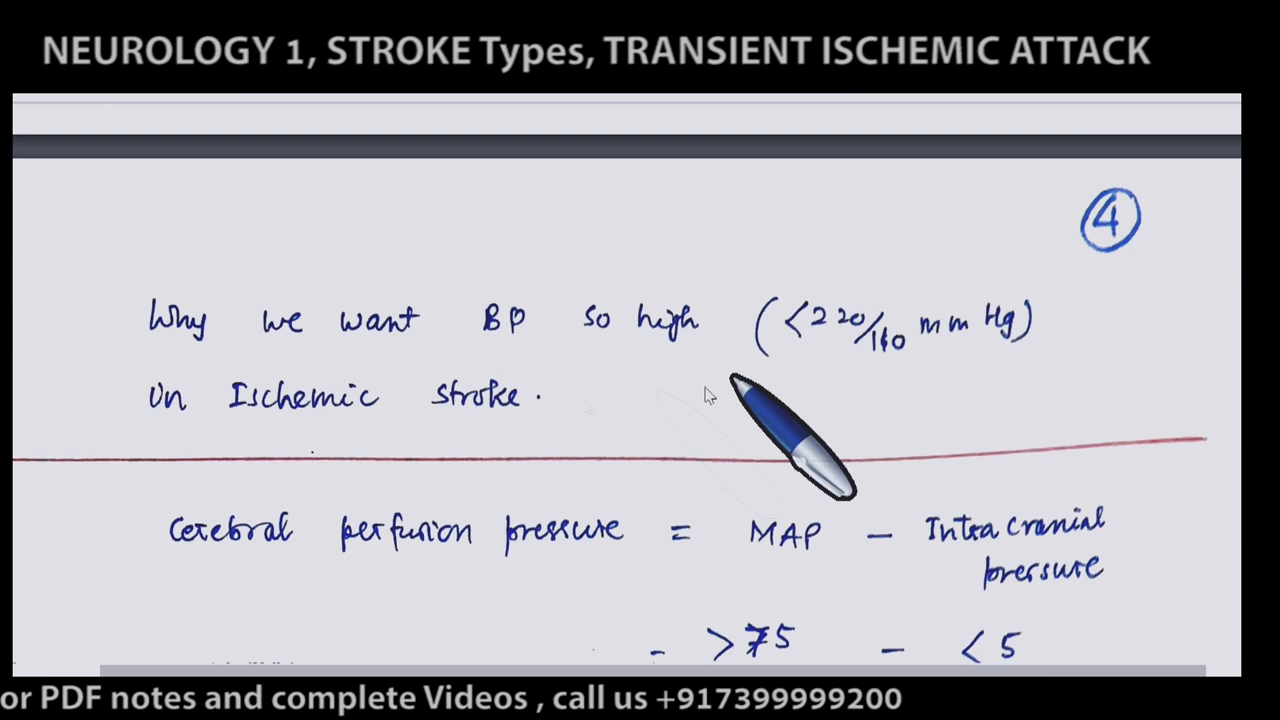 NEUROLOGY 1, STROKE Types, TRANSIENT ISCHEMIC ATTACK
4
Why we want BP so high (<220/110 mm Hg)
in Ischemic stroke.
Cerebral perfusion pressure = MAP - Intracranial
pressure
= >75 - <5
or PDF notes and complete Videos , call us +917399999200